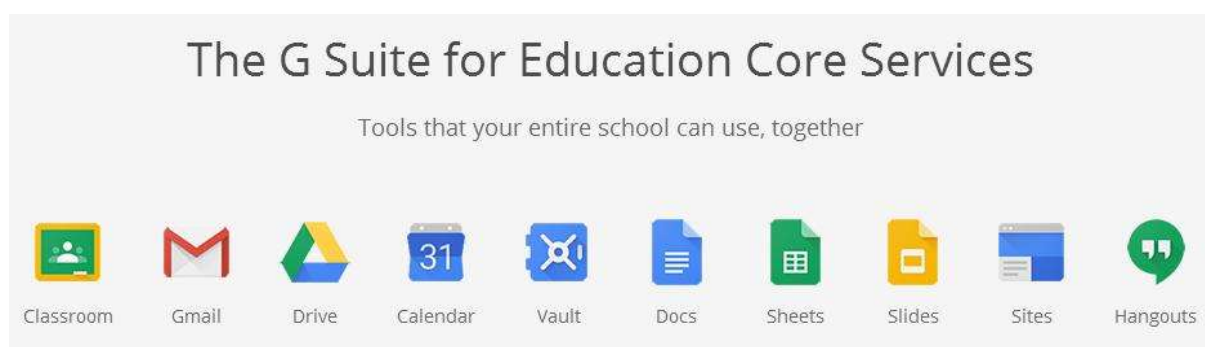 The G Suite for Education Core Services
Tools that your entire school can use, together
31
Classroom Gmail Drive Calendar Vault Docs Sheets Slides Sites Hangouts